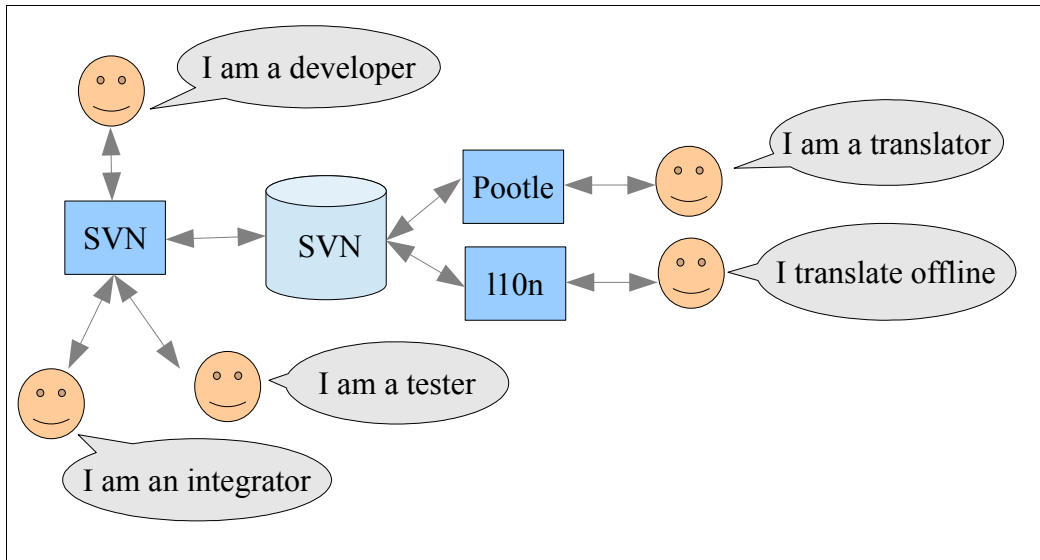 I am a developer
I am a translator
Pootle
SVN
SVN
l10n
I translate offline
I am a tester
I am an integrator